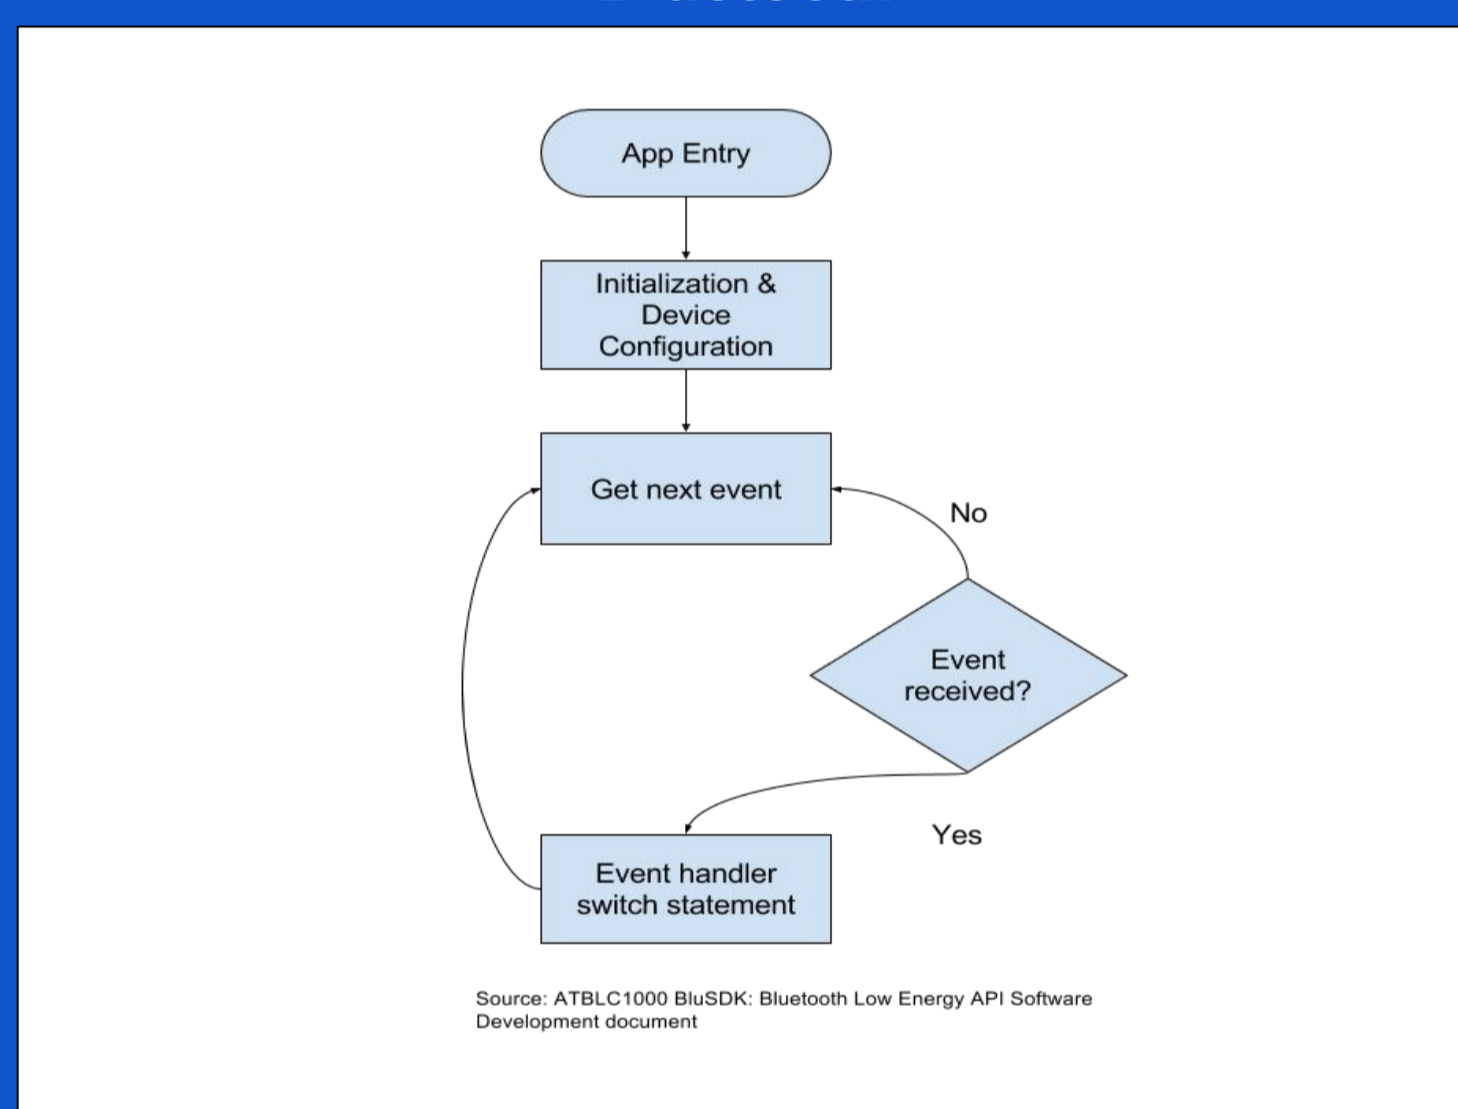 App Entry
Initialization &
Device
Configuration
Get next event
No
Event
received?
Yes
Event handler
switch statement
Source: ATBLC1000 BluSDK: Bluetooth Low Energy API Software
Development document